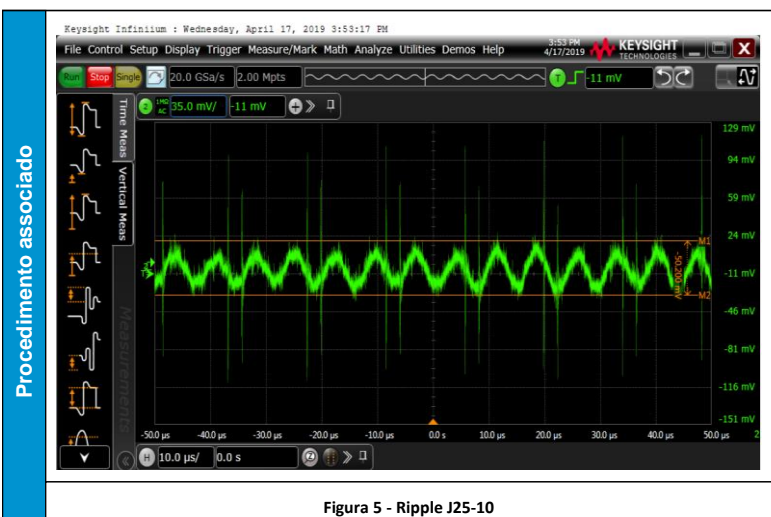 Procedimento associado
Keysight Infiniium : Wednesday, April 17, 2019 3:53:17 PM
File Control Setup Display Trigger Measure/Mark Math Analyze Utilities Demos Help
3:53 PM
4/17/2019
KEYSIGHT
TECHNOLOGIES
Run Stop Single 20.0 GSa/s 2.00 Mpts T -11 mV
2 1MΩ AC 35.0 mV/ -11 mV
Time Meas
Vertical Meas
Measurements
129 mV
94 mV
59 mV
24 mV
M1
-50.200 mV
-11 mV
M2
-46 mV
-81 mV
-116 mV
-151 mV
-50.0 µs -40.0 µs -30.0 µs -20.0 µs -10.0 µs 0.0 s 10.0 µs 20.0 µs 30.0 µs 40.0 µs 50.0 µs 2
H 10.0 µs/ 0.0 s
Figura 5 - Ripple J25-10